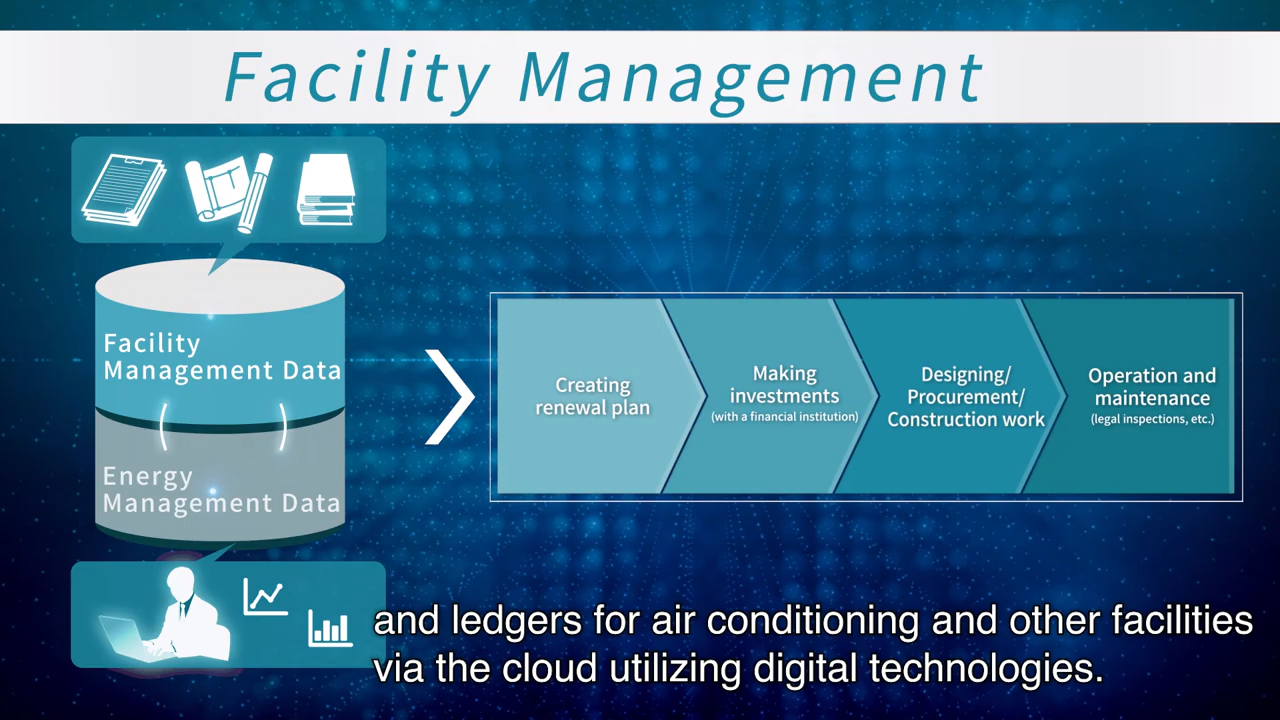 Facility Management
Facility
Management Data
Energy
Management Data
Creating
renewal plan
Making
investments
(with a financial institution)
Designing/
Procurement/
Construction work
Operation and
maintenance
(legal inspections, etc.)
and ledgers for air conditioning and other facilities
via the cloud utilizing digital technologies.